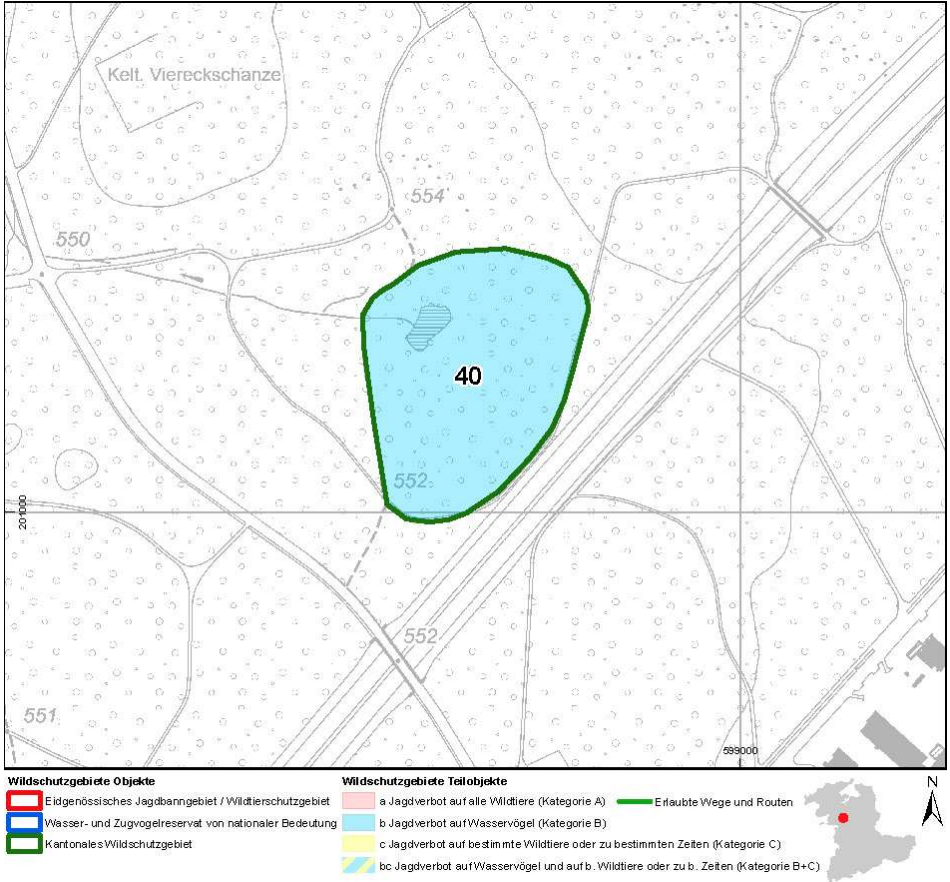 Kelt. Viereckschanze
554
550
40
552
201000
552
551
599000
Wildschutzgebiete Objekte
Eidgenössisches Jagdbanngebiet / Wildtierschutzgebiet
Wasser- und Zugvogelreservat von nationaler Bedeutung
Kantonales Wildschutzgebiet
Wildschutzgebiete Teilobjekte
a Jagdverbot auf alle Wildtiere (Kategorie A)
b Jagdverbot auf Wasservögel (Kategorie B)
c Jagdverbot auf bestimmte Wildtiere oder zu bestimmten Zeiten (Kategorie C)
bc Jagdverbot auf Wasservögel und auf b. Wildtiere oder zu b. Zeiten (Kategorie B+C)
Erlaubte Wege und Routen
N